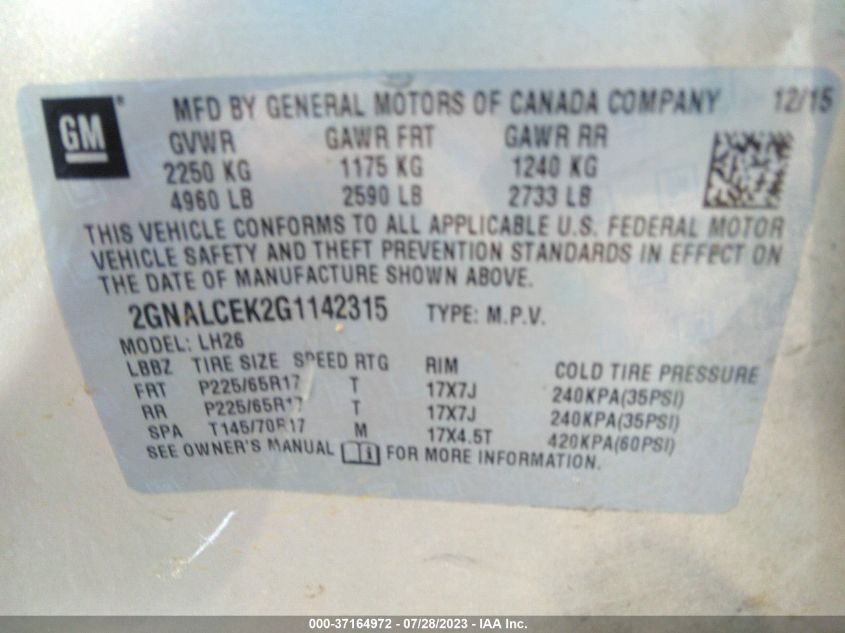 GM®
MFD BY GENERAL MOTORS OF CANADA COMPANY 12/15
GVWR GAWR FRT GAWR RR
2250 KG 1175 KG 1240 KG
4960 LB 2590 LB 2733 LB
THIS VEHICLE CONFORMS TO ALL APPLICABLE U.S. FEDERAL MOTOR
VEHICLE SAFETY AND THEFT PREVENTION STANDARDS IN EFFECT ON
THE DATE OF MANUFACTURE SHOWN ABOVE.
2GNALCEK2G1142315 TYPE: M.P.V.
MODEL: LH26
LBBZ TIRE SIZE SPEED RTG RIM COLD TIRE PRESSURE
FRT P225/65R17 T 17X7J 240KPA(35PSI)
RR P225/65R17 T 17X7J 240KPA(35PSI)
SPA T145/70R17 M 17X4.5T 420KPA(60PSI)
SEE OWNER'S MANUAL i FOR MORE INFORMATION.
000-37164972 - 07/28/2023 - IAA Inc.